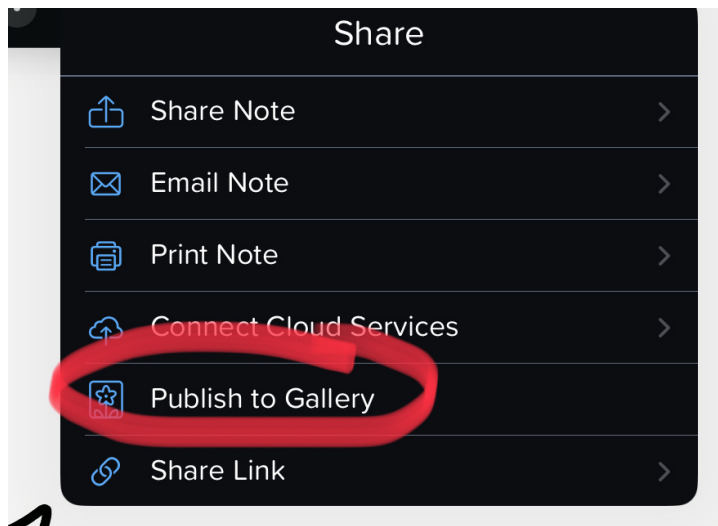 Share
Share Note
Email Note
Print Note
Connect Cloud Services
Publish to Gallery
Share Link